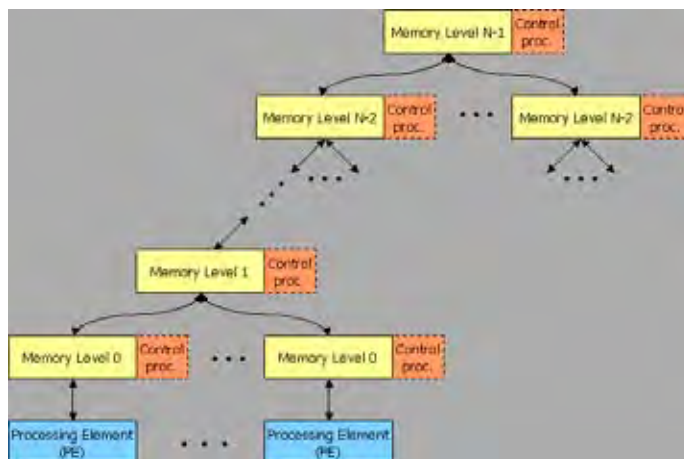 Memory Level N-1
Control
proc.
Memory Level N-2
Control
proc.
Memory Level N-2
Control
proc.
Memory Level 1
Control
proc.
Memory Level 0
Control
proc.
Memory Level 0
Control
proc.
Processing Element
(PE)
Processing Element
(PE)